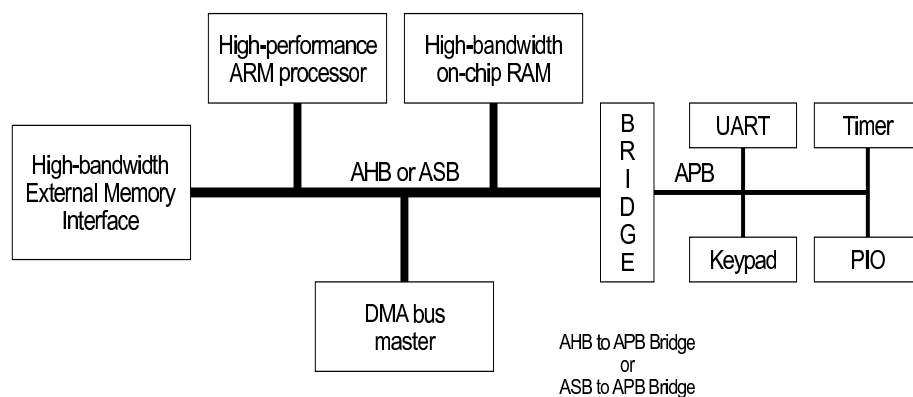 High-performance
ARM processor
High-bandwidth
on-chip RAM
High-bandwidth
External Memory
Interface
AHB or ASB
B
R
I
D
G
E
APB
UART
Timer
Keypad
PIO
DMA bus
master
AHB to APB Bridge
or
ASB to APB Bridge